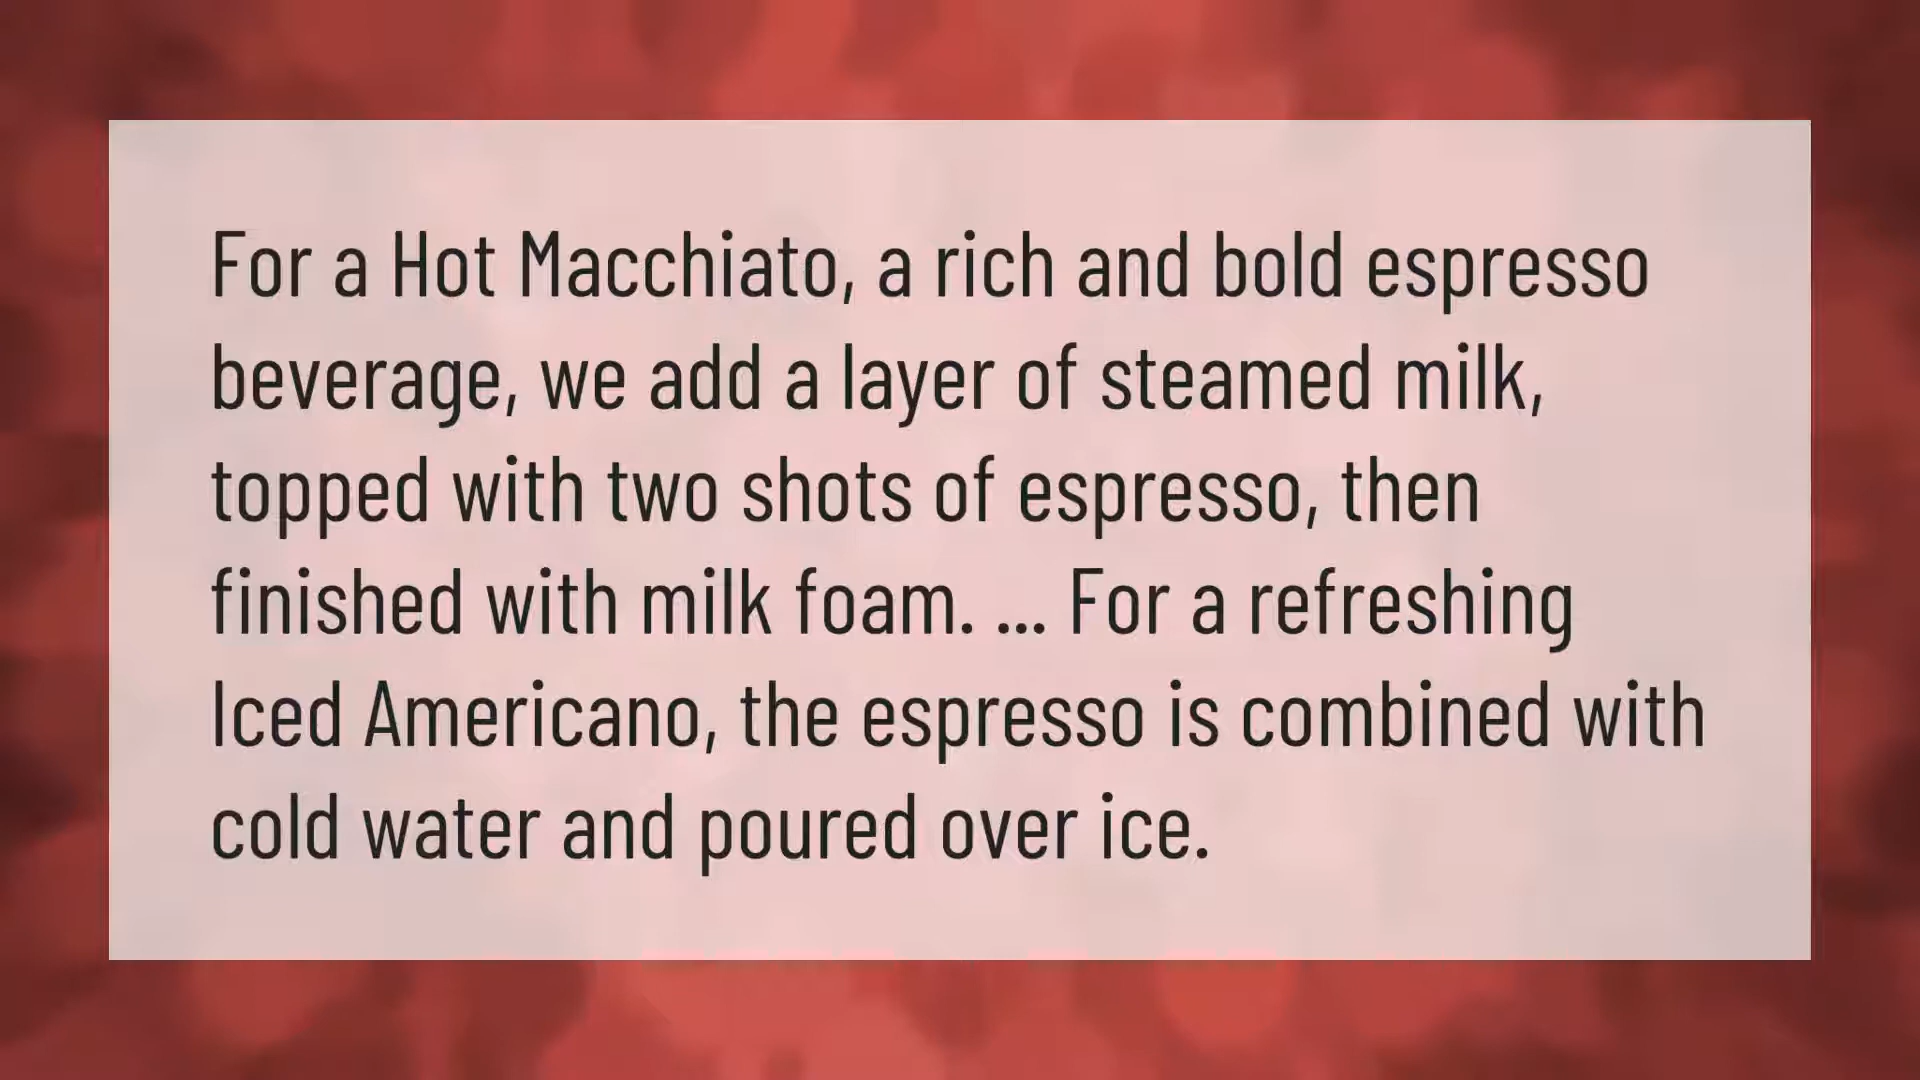 For a Hot Macchiato, a rich and bold espresso
beverage, we add a layer of steamed milk,
topped with two shots of espresso, then
finished with milk foam. ... For a refreshing
Iced Americano, the espresso is combined with
cold water and poured over ice.